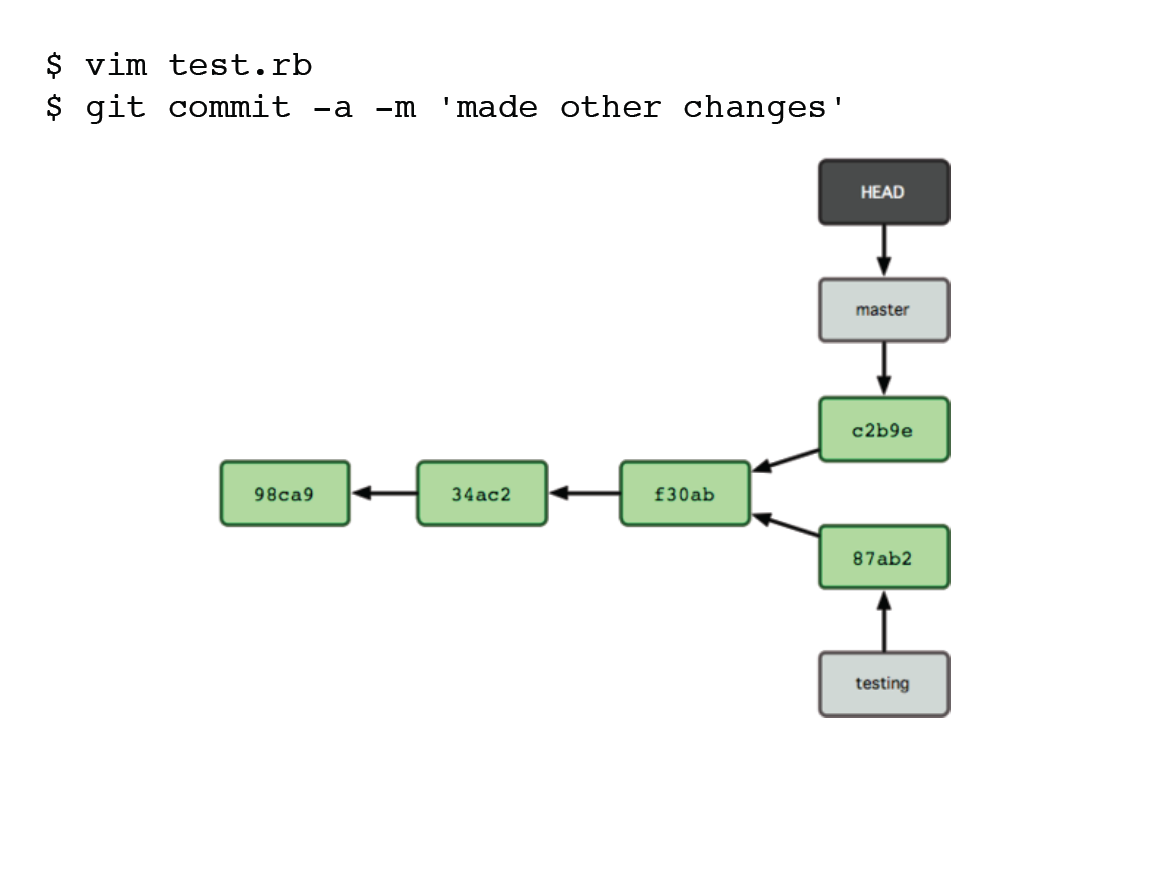 $ vim test.rb
$ git commit -a -m 'made other changes'
HEAD
master
c2b9e
98ca9
34ac2
f30ab
87ab2
testing